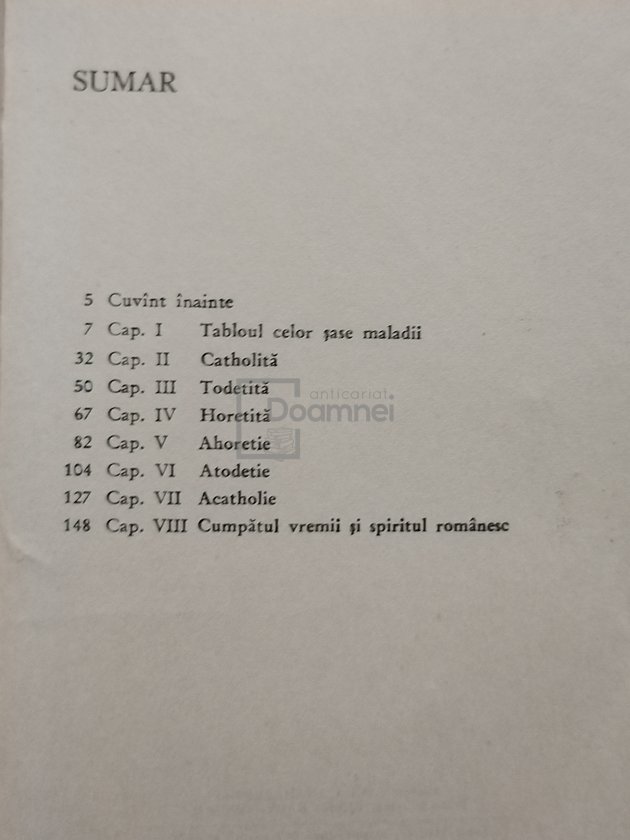 SUMAR
5 Cuvînt înainte
7 Cap. I Tabloul celor șase maladii
32 Cap. II Catholită
50 Cap. III Todetită
anticariat
Doamnei
67 Cap. IV Horetită
82 Cap. V Ahoretie
104 Cap. VI Atodetie
127 Cap. VII Acatholie
148 Cap. VIII Cumpătul vremii și spiritul românesc